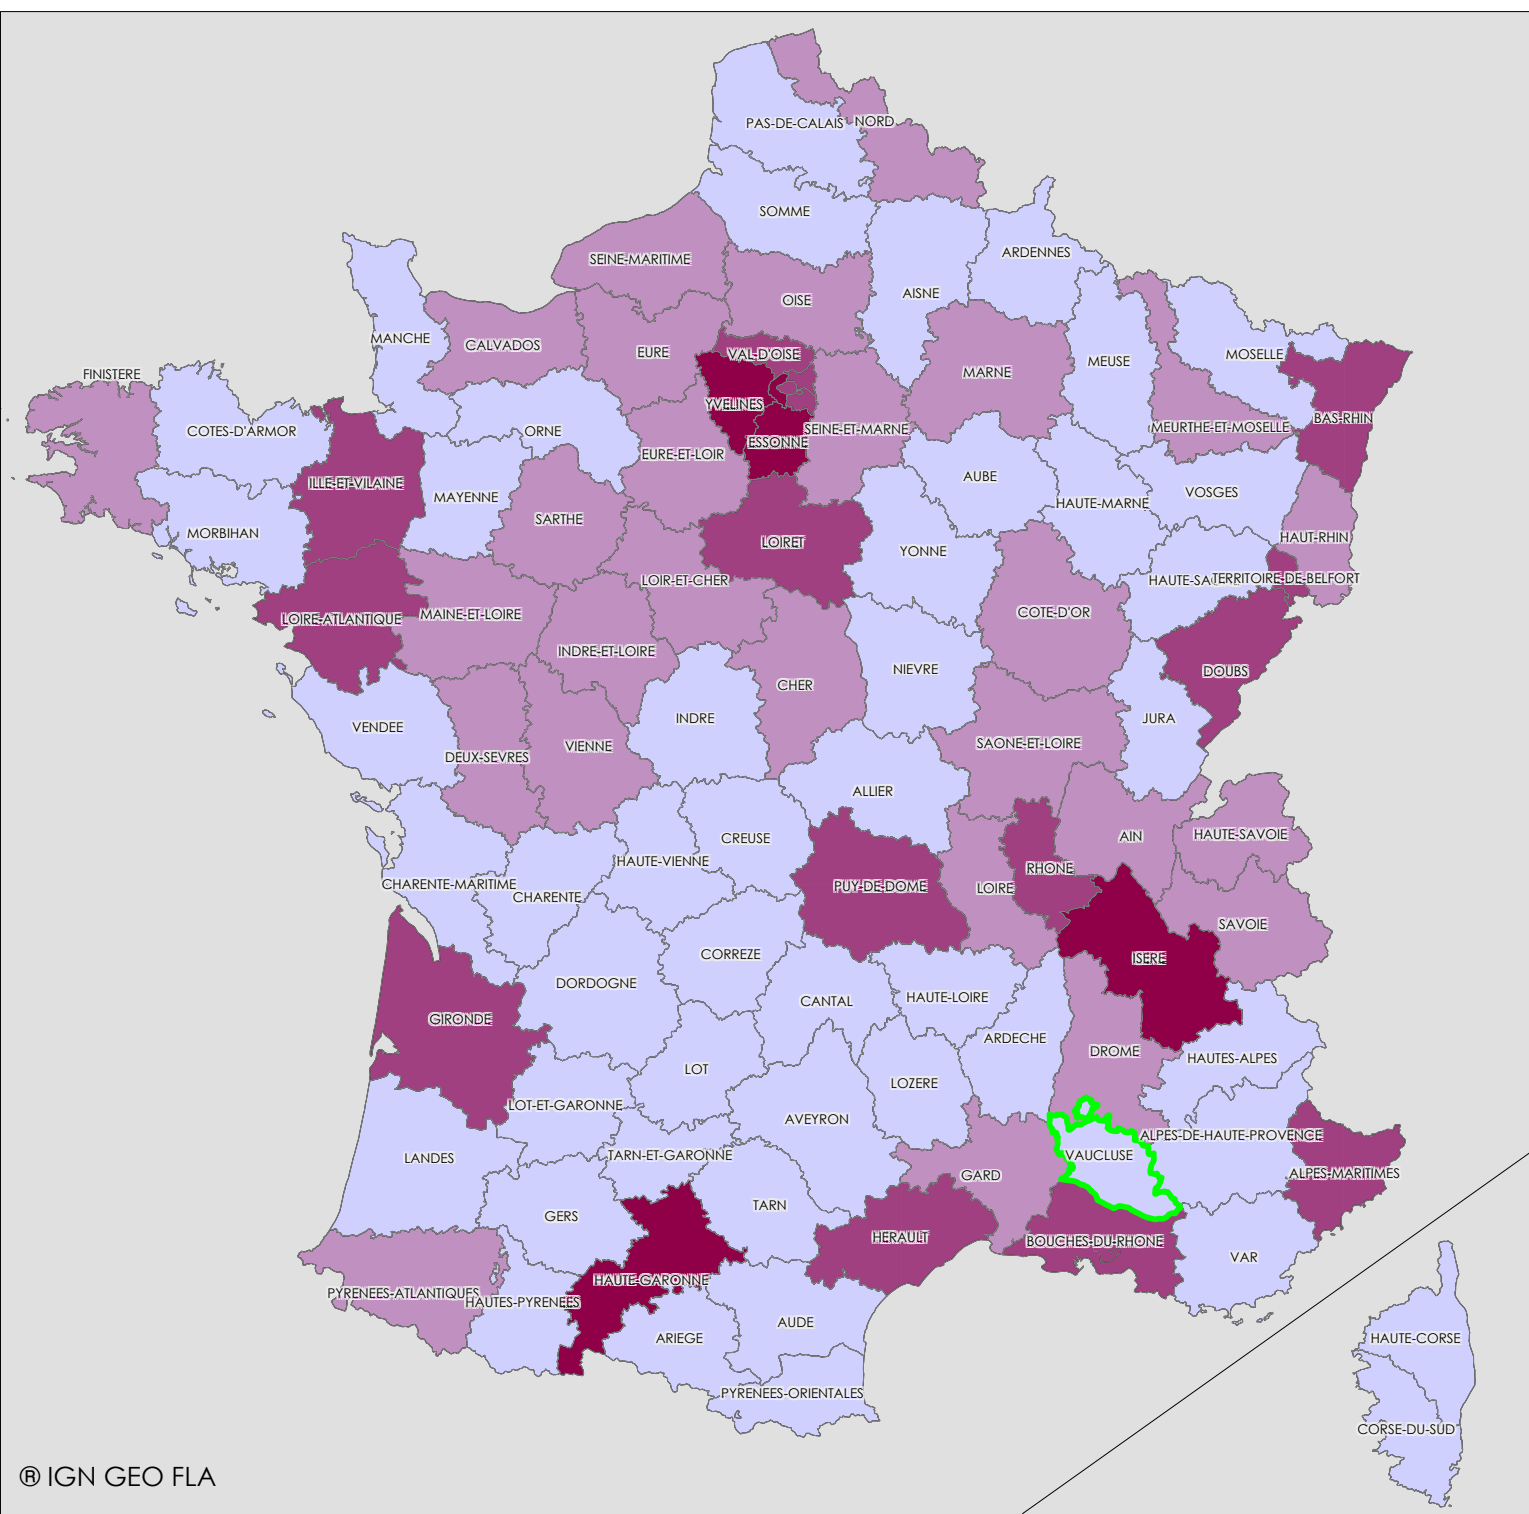 PAS-DE-CALAIS
NORD
SOMME
ARDENNES
SEINE-MARITIME
AISNE
OISE
MANCHE
CALVADOS
EURE
VAL D'OISE
MOSELLE
MEUSE
MARNE
FINISTERE
YVELINES
BAS-RHIN
COTES-D'ARMOR
ORNE
SEINE-ET-MARNE
MEURTHE-ET-MOSELLE
ESSONNE
EURE-ET-LOIR
AUBE
ILLE-ET-VILAINE
MAYENNE
VOSGES
HAUTE-MARNE
SARTHE
MORBIHAN
HAUT-RHIN
LOIRET
YONNE
LOIR-ET-CHER
HAUTE-SA
TERRITOIRE-DE-BELFORT
COTE-D'OR
MAINE-ET-LOIRE
LOIRE-ATLANTIQUE
INDRE-ET-LOIRE
NIEVRE
DOUBS
CHER
INDRE
JURA
VENDEE
VIENNE
SAONE-ET-LOIRE
DEUX-SEVRES
ALLIER
HAUTE-SAVOIE
AIN
CREUSE
HAUTE-VIENNE
RHONE
CHARENTE-MARITIME
PUY-DE-DOME
LOIRE
CHARENTE
SAVOIE
CORREZE
ISERE
DORDOGNE
HAUTE-LOIRE
CANTAL
GIRONDE
ARDECHE
DROME
HAUTES-ALPES
LOT
LOZERE
LOT-ET-GARONNE
AVEYRON
ALPES-DE-HAUTE-PROVENCE
TARN-ET-GARONNE
VAUCLUSE
LANDES
ALPES-MARITIMES
GARD
TARN
GERS
HERAULT
BOUCHES-DU-RHONE
VAR
HAUTE-GARONNE
PYRENEES-ATLANTIQUES
HAUTES-PYRENEES
AUDE
ARIEGE
HAUTE-CORSE
PYRENEES-ORIENTALES
CORSE-DU-SUD
® IGN GEO FLA